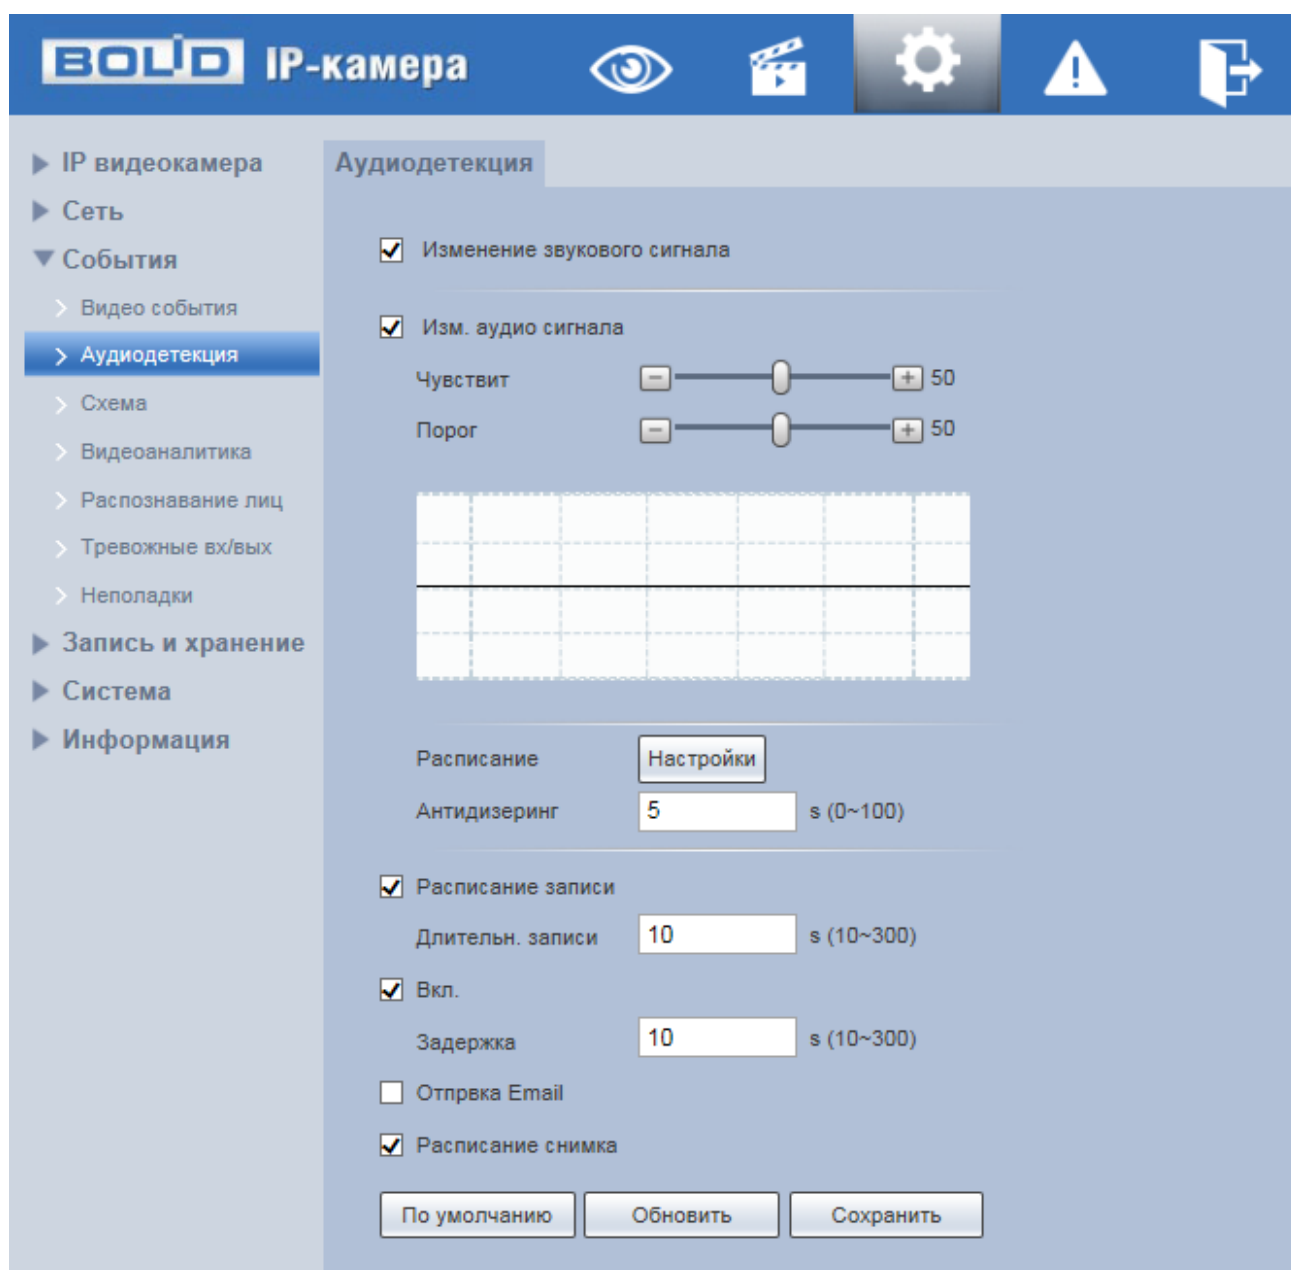 BOLID IP-камера
IP видеокамера
Сеть
События
Видео события
Аудиодетекция
Схема
Видеоаналитика
Распознавание лиц
Тревожные вх/вых
Неполадки
Запись и хранение
Система
Информация
Аудиодетекция
Изменение звукового сигнала
Изм. аудио сигнала
Чувствит 50
Порог 50
Расписание Настройки
Антидизеринг 5 s (0~100)
Расписание записи
Длительн. записи 10 s (10~300)
Вкл.
Задержка 10 s (10~300)
Отпрвка Email
Расписание снимка
По умолчанию Обновить Сохранить